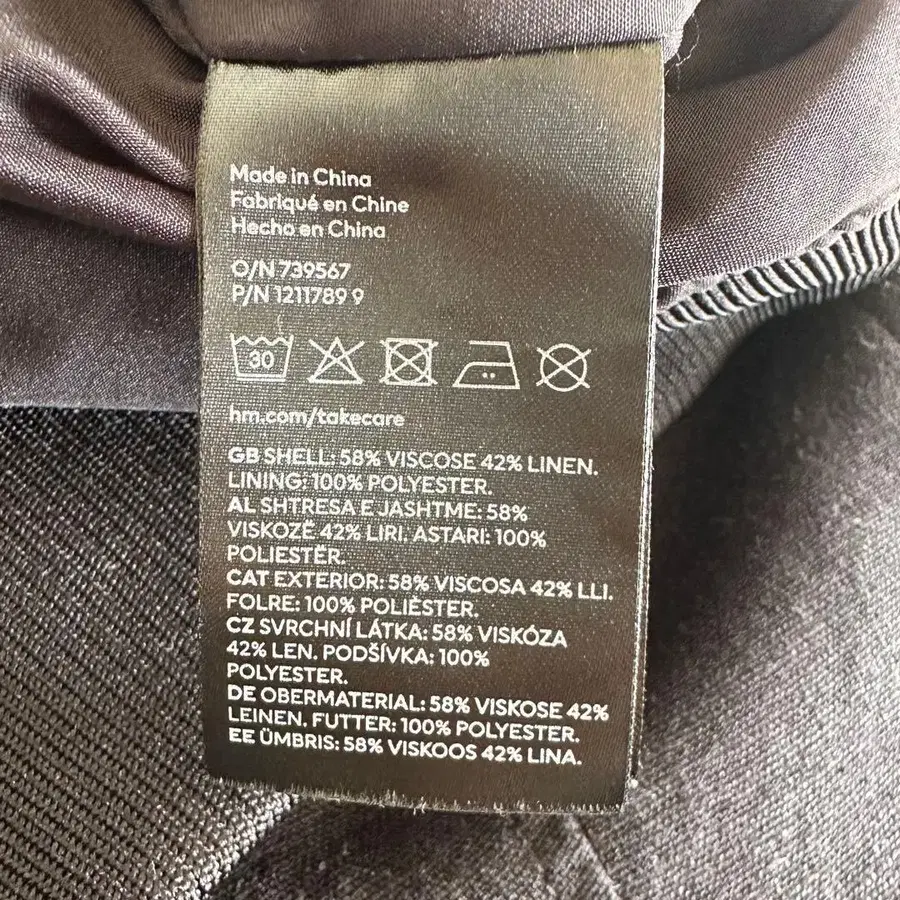 Made in China
Fabriqué en Chine
Hecho en China
O/N 739567
P/N 1211789 9
30
hm.com/takecare
GB SHELL: 58% VISCOSE 42% LINEN.
LINING: 100% POLYESTER.
AL SHTRESA E JASHTME: 58%
VISKOZË 42% LIRI. ASTARI: 100%
POLIESTËR.
CAT EXTERIOR: 58% VISCOSA 42% LLI.
FOLRE: 100% POLIÈSTER.
CZ SVRCHNÍ LÁTKA: 58% VISKÓZA
42% LEN. PODŠÍVKA: 100%
POLYESTER.
DE OBERMATERIAL: 58% VISKOSE 42%
LEINEN. FUTTER: 100% POLYESTER.
EE ÜMBRIS: 58% VISKOOS 42% LINA.